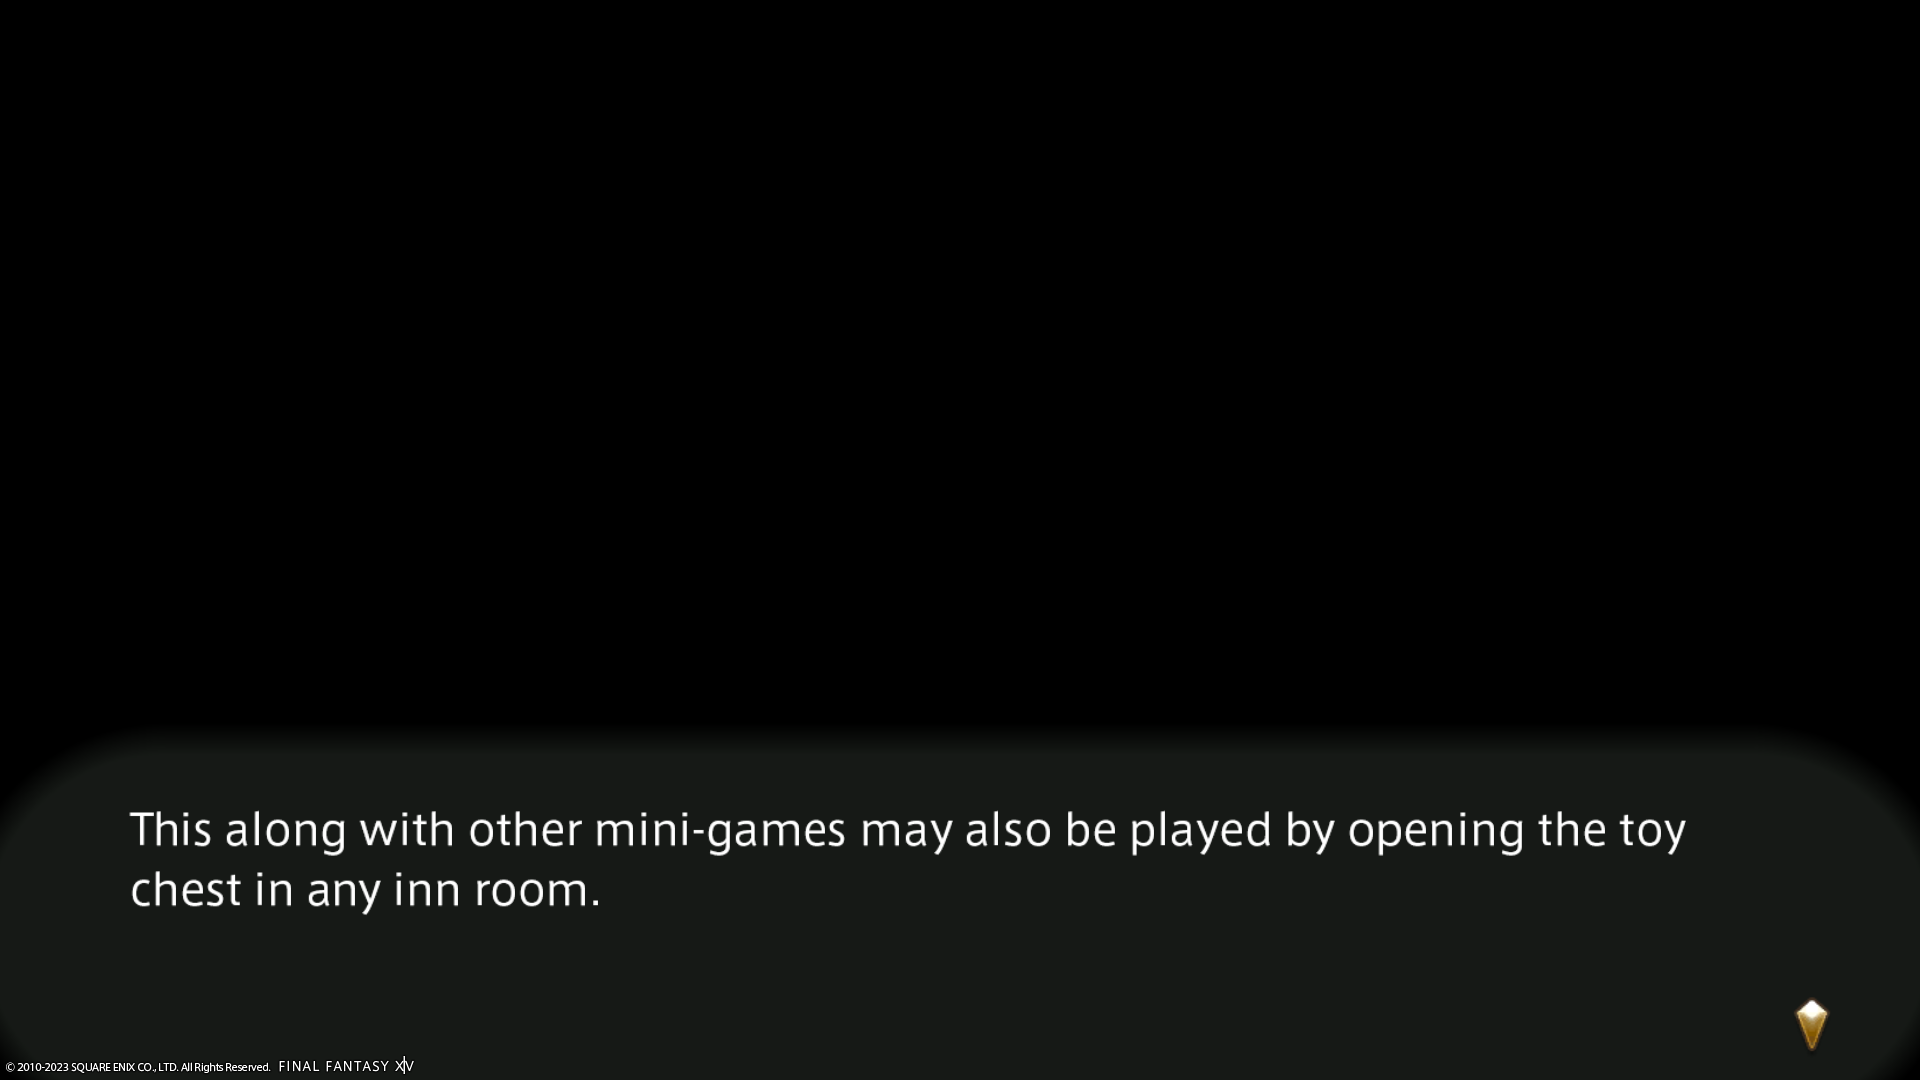 This along with other mini-games may also be played by opening the toy
chest in any inn room.
© 2010-2023 SQUARE ENIX CO., LTD. All Rights Reserved. FINAL FANTASY XIV